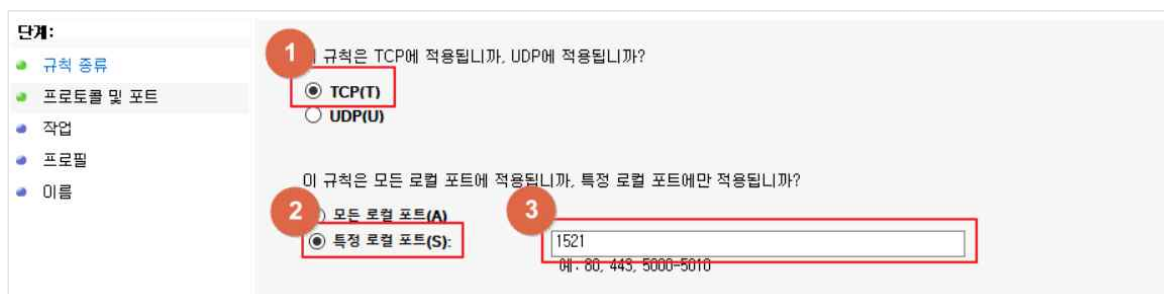 단계:
규칙 종류
프로토콜 및 포트
작업
프로필
이름
1
규칙은 TCP에 적용됩니까, UDP에 적용됩니까?
TCP(T)
UDP(U)
이 규칙은 모든 로컬 포트에 적용됩니까, 특정 로컬 포트에만 적용됩니까?
2
모든 로컬 포트(A)
3
특정 로컬 포트(S):
1521
예: 80, 443, 5000-5010